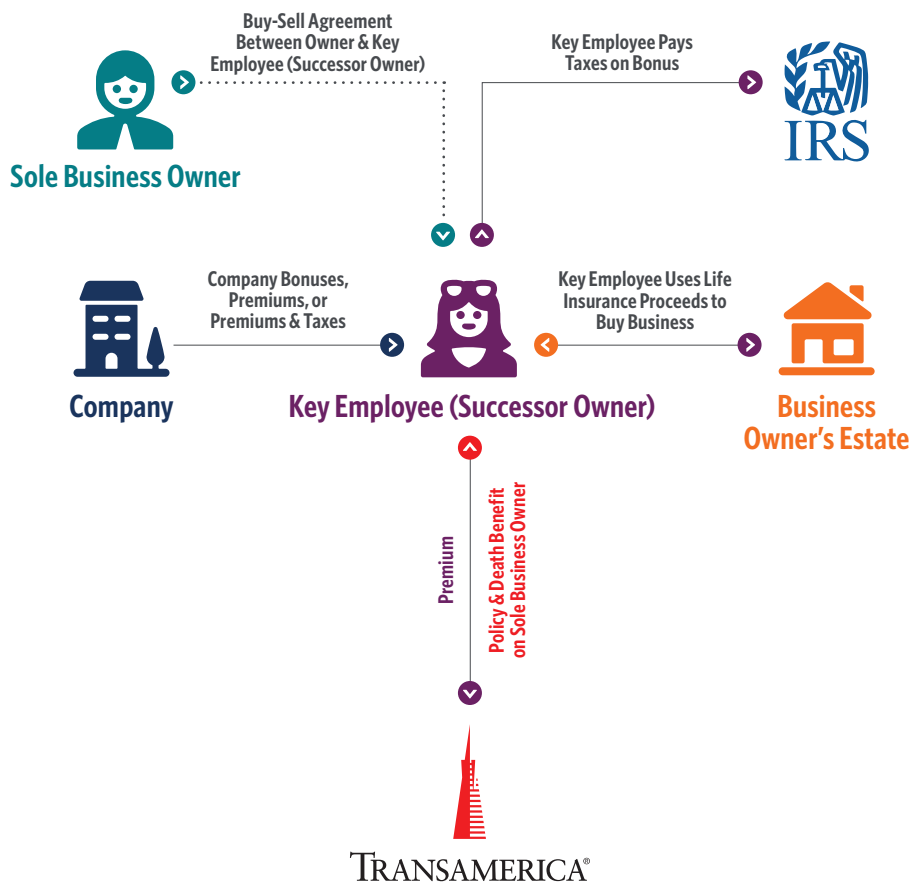 Buy-Sell Agreement
Between Owner & Key
Employee (Successor Owner)
Key Employee Pays
Taxes on Bonus
IRS
Sole Business Owner
Company Bonuses,
Premiums, or
Premiums & Taxes
Key Employee Uses Life
Insurance Proceeds to
Buy Business
Company
Key Employee (Successor Owner)
Business
Owner's Estate
Premium
Policy & Death Benefit
on Sole Business Owner
TRANSAMERICA®